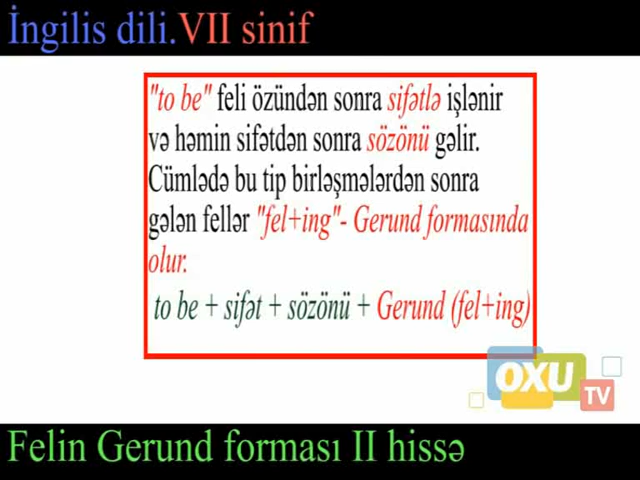 İngilis dili.VII sinif
"to be" feli özündən sonra sifətlə işlənir
və həmin sifətdən sonra sözönü gəlir.
Cümlədə bu tip birləşmələrdən sonra
gələn fellər "fel+ing"- Gerund formasında
olur.
to be + sifət + sözönü + Gerund (fel+ing)
OXU
TV
Felin Gerund forması II hissə